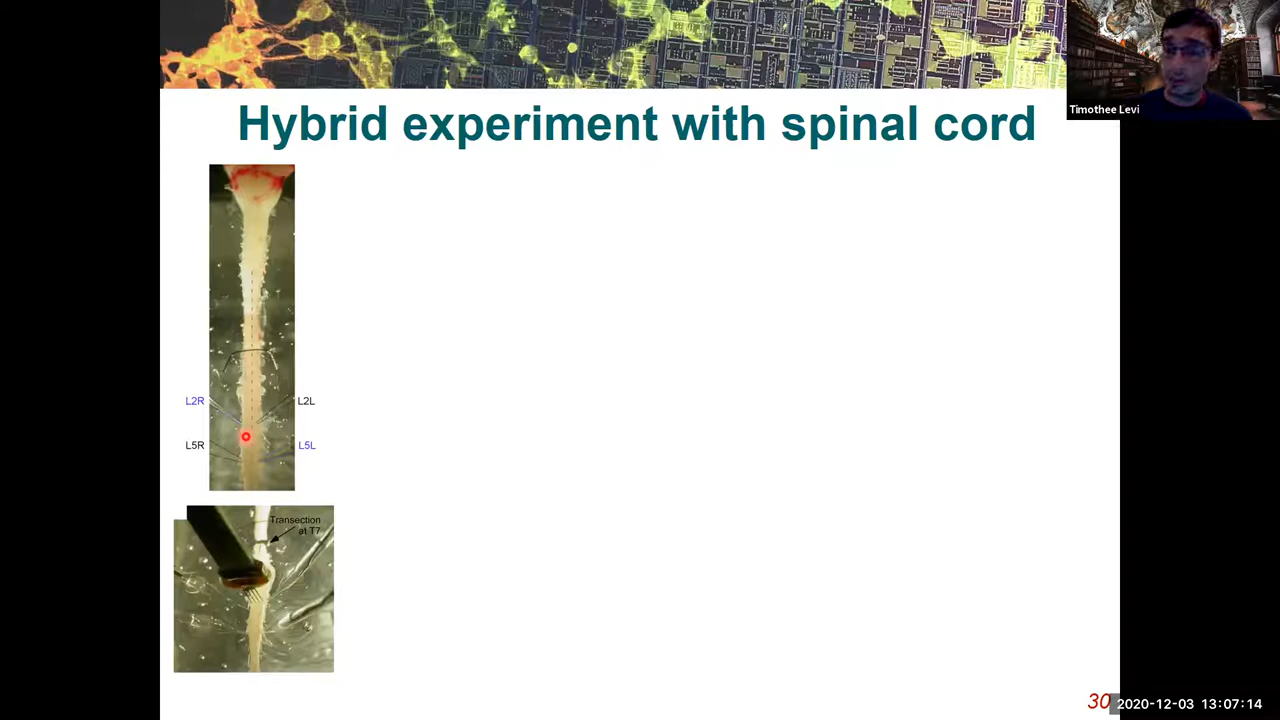 Timothee Levi
Hybrid experiment with spinal cord
L2R
L2L
L5R
L5L
Transection
at T7
30
2020-12-03 13:07:14